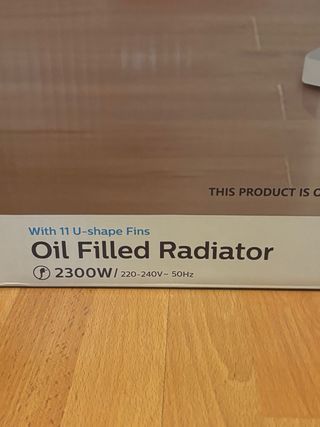 THIS PRODUCT IS
With 11 U-shape Fins
Oil Filled Radiator
2300W/ 220-240V~ 50Hz